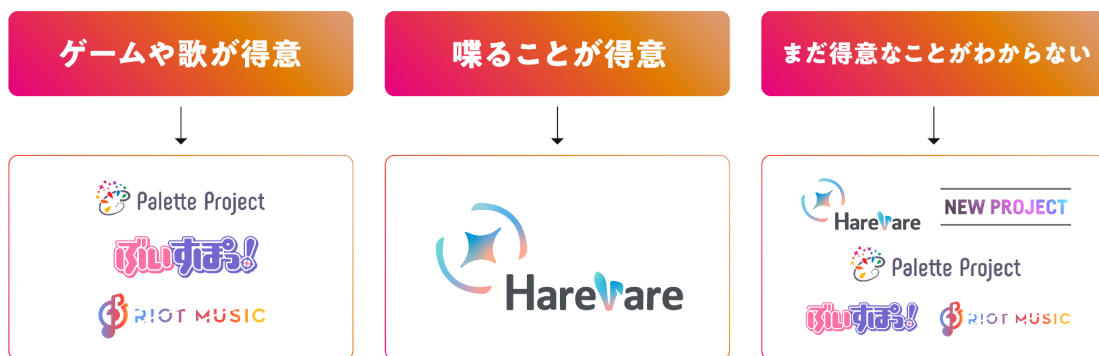 ゲームや歌が得意
喋ることが得意
まだ得意なことがわからない
Palette Project
ぶいすぽっ!
RIOT MUSIC
HareVare
HareVare
NEW PROJECT
Palette Project
ぶいすぽっ!
RIOT MUSIC